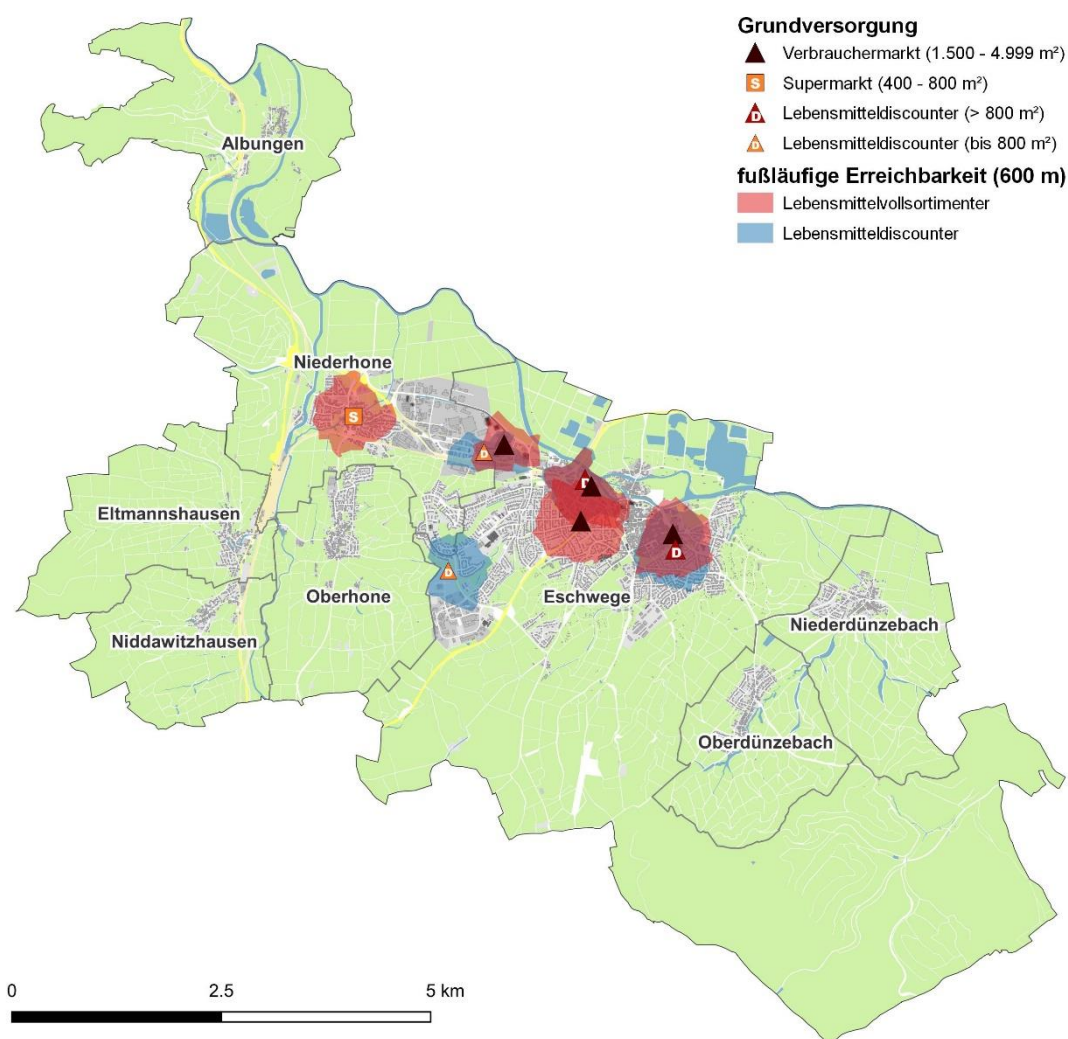 Grundversorgung
Verbrauchermarkt (1.500 - 4.999 m²)
S
Supermarkt (400 - 800 m²)
D
Lebensmitteldiscounter (> 800 m²)
D
Lebensmitteldiscounter (bis 800 m²)
fußläufige Erreichbarkeit (600 m)
Lebensmittelvollsortimenter
Lebensmitteldiscounter
Albungen
Niederhone
S
D
D
Eltmannshausen
D
D
Oberhone
Eschwege
Niederdünzebach
Niddawitzhausen
Oberdünzebach
0
2.5
5 km